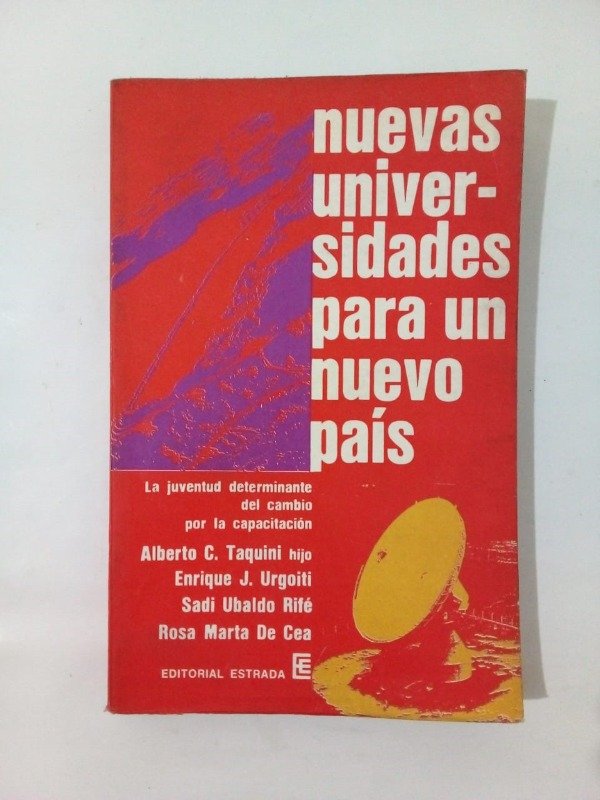 nuevas
univer-
sidades
para un
nuevo
país
La juventud determinante
del cambio
por la capacitación
Alberto C. Taquini hijo
Enrique J. Urgoiti
Sadi Ubaldo Rifé
Rosa Marta De Cea
EDITORIAL ESTRADA EE